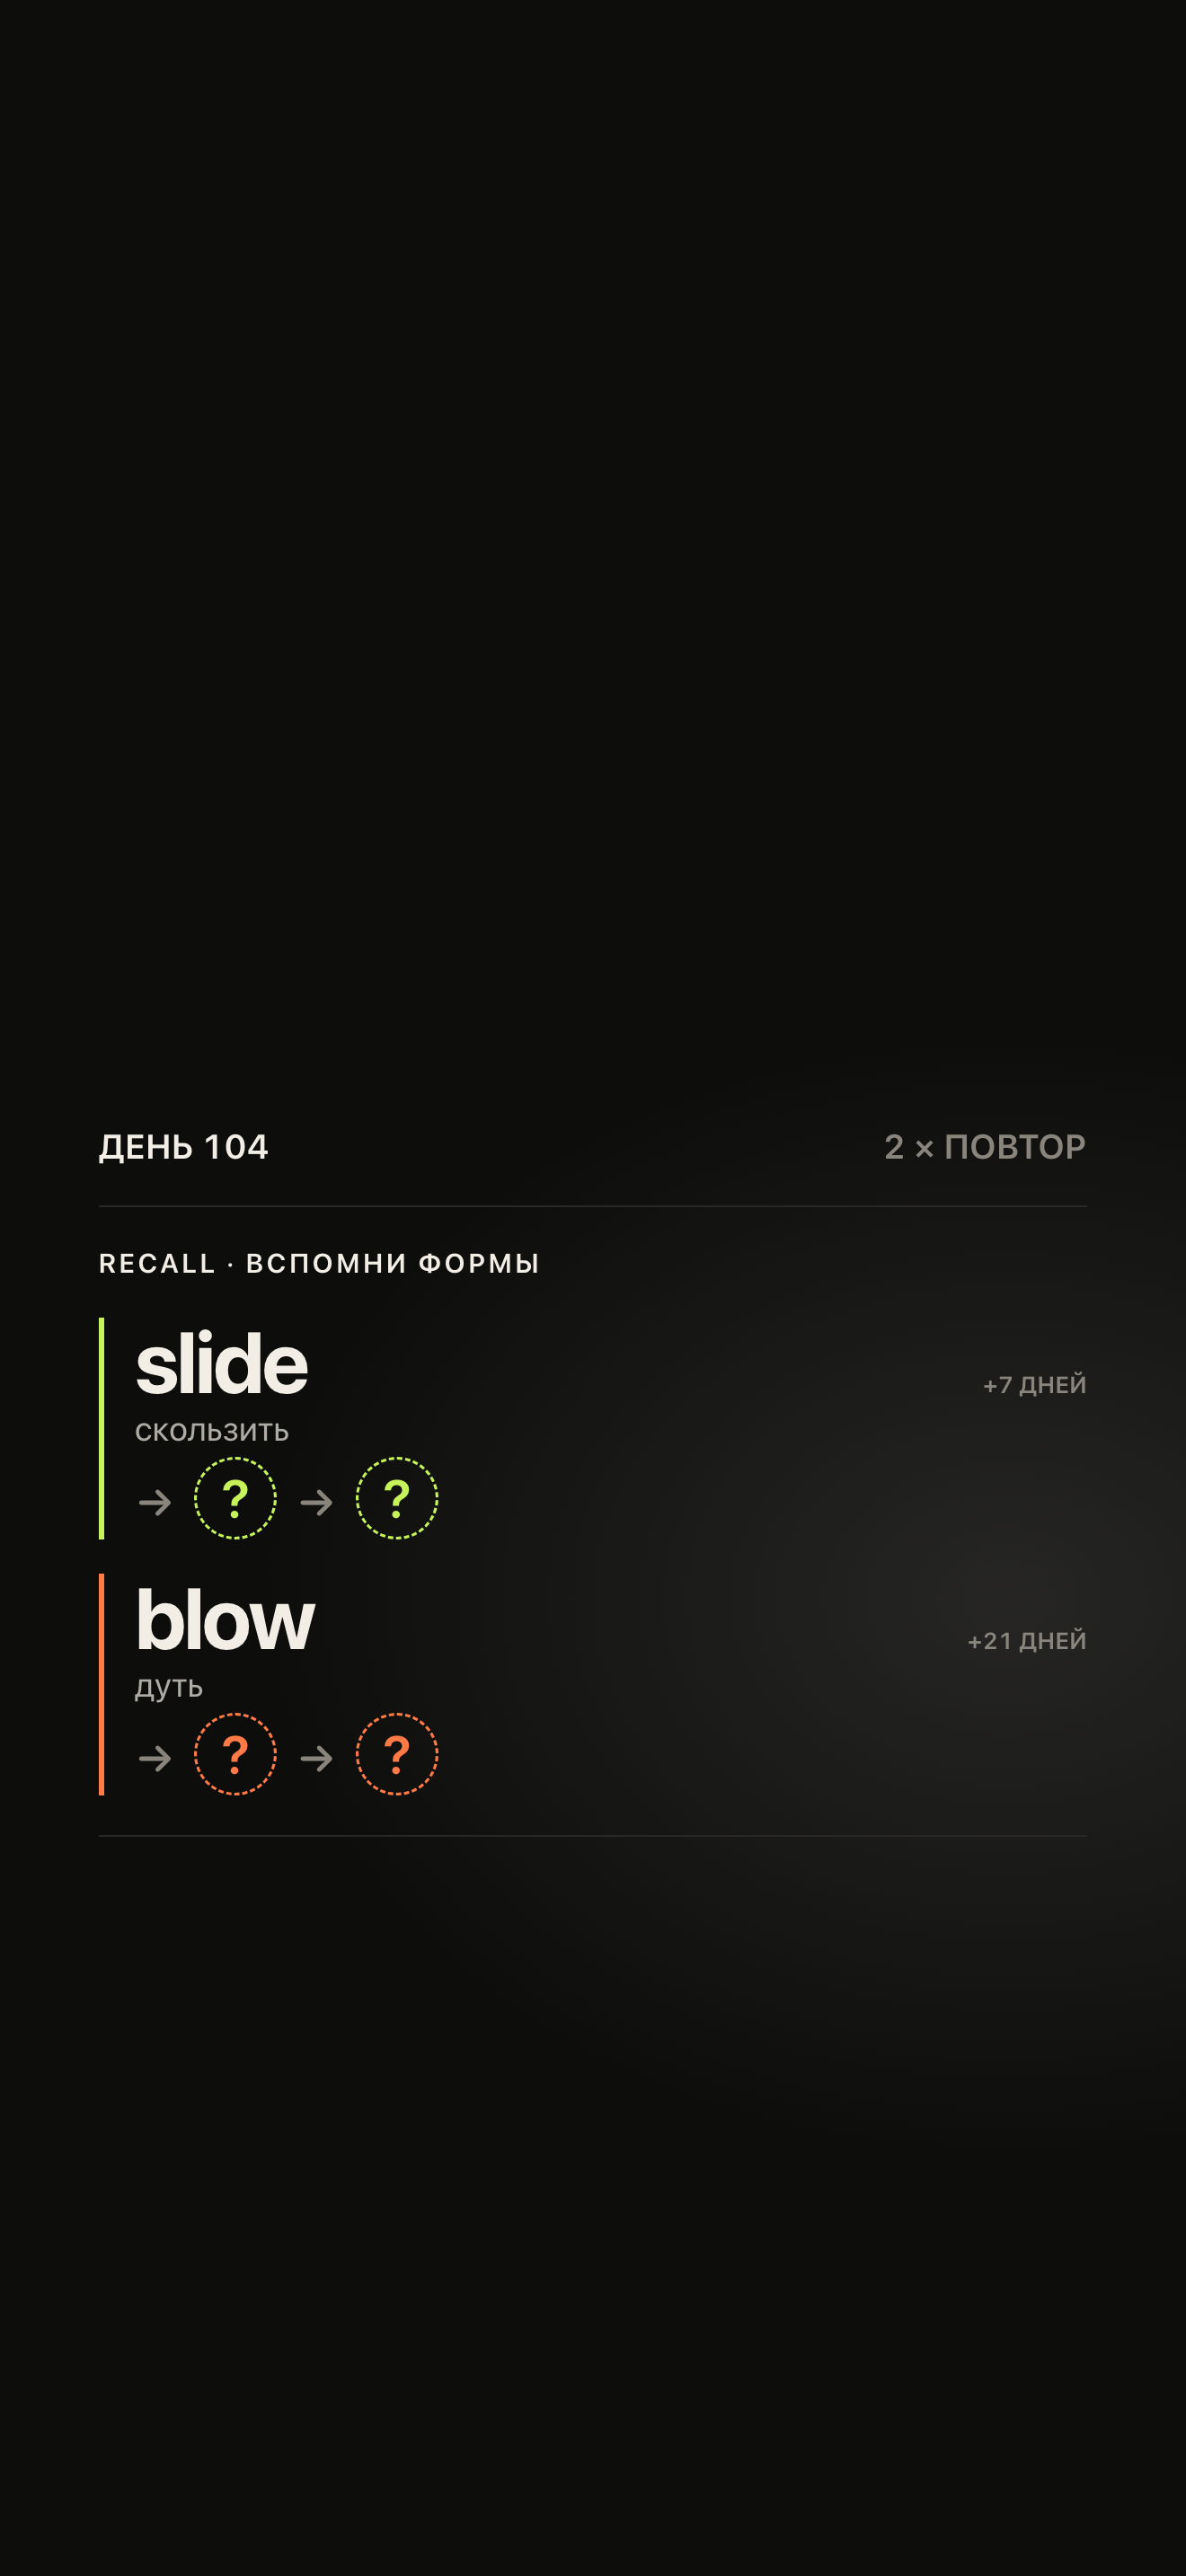 ДЕНЬ 104
2 × ПОВТОР
RECALL · ВСПОМНИ ФОРМЫ
slide
+7 ДНЕЙ
скользить
→ ? → ?
blow
+21 ДНЕЙ
дуть
→ ? → ?